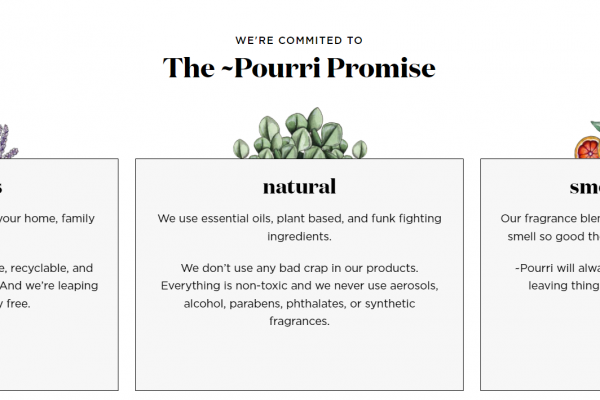 WE'RE COMMITED TO
The ~Pourri Promise
s
your home, family
e, recyclable, and
And we're leaping
y free.
natural
We use essential oils, plant based, and funk fighting
ingredients.
We don't use any bad crap in our products.
Everything is non-toxic and we never use aerosols,
alcohol, parabens, phthalates, or synthetic
fragrances.
sme
Our fragrance blen
smell so good the
~Pourri will alwa
leaving thing